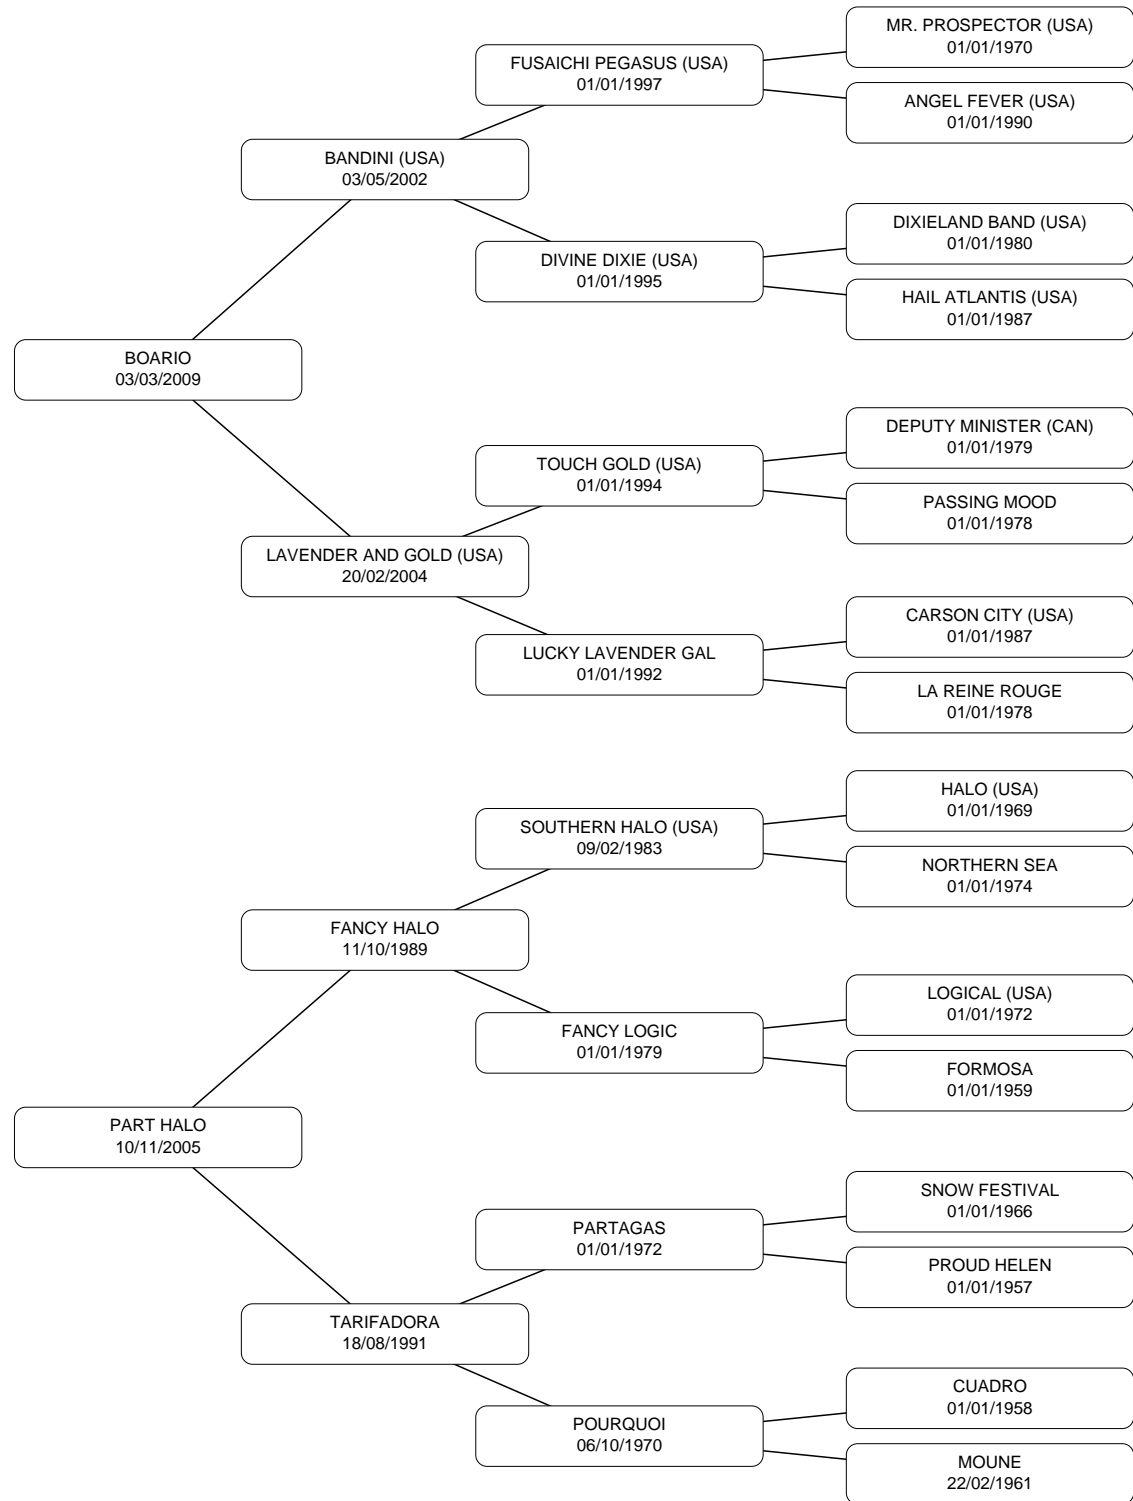 MR. PROSPECTOR (USA)
01/01/1970
FUSAICHI PEGASUS (USA)
01/01/1997
ANGEL FEVER (USA)
01/01/1990
BANDINI (USA)
03/05/2002
DIXIELAND BAND (USA)
01/01/1980
DIVINE DIXIE (USA)
01/01/1995
HAIL ATLANTIS (USA)
01/01/1987
BOARIO
03/03/2009
DEPUTY MINISTER (CAN)
01/01/1979
TOUCH GOLD (USA)
01/01/1994
PASSING MOOD
01/01/1978
LAVENDER AND GOLD (USA)
20/02/2004
CARSON CITY (USA)
01/01/1987
LUCKY LAVENDER GAL
01/01/1992
LA REINE ROUGE
01/01/1978
HALO (USA)
01/01/1969
SOUTHERN HALO (USA)
09/02/1983
NORTHERN SEA
01/01/1974
FANCY HALO
11/10/1989
LOGICAL (USA)
01/01/1972
FANCY LOGIC
01/01/1979
FORMOSA
01/01/1959
PART HALO
10/11/2005
SNOW FESTIVAL
01/01/1966
PARTAGAS
01/01/1972
PROUD HELEN
01/01/1957
TARIFADORA
18/08/1991
CUADRO
01/01/1958
POURQUOI
06/10/1970
MOUNE
22/02/1961